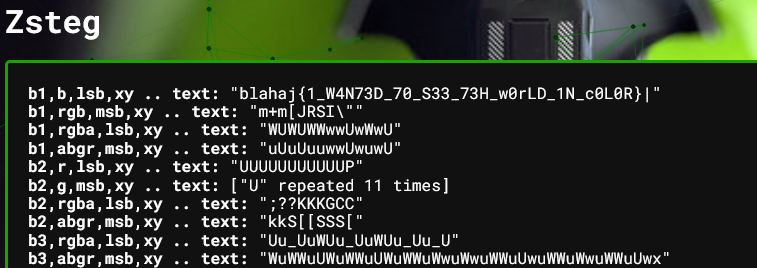 Zsteg
b1,b,lsb,xy .. text: "blahaj{1_W4N73D_70_S33_73H_w0rLD_1N_c0L0R}|"
b1,rgb,msb,xy .. text: "m+m[JRSI\""
b1,rgba,lsb,xy .. text: "WUWUWWwwUwWwU"
b1,abgr,msb,xy .. text: "uUuUuuwwUwuwU"
b2,r,lsb,xy .. text: "UUUUUUUUUUUP"
b2,g,msb,xy .. text: ["U" repeated 11 times]
b2,rgba,lsb,xy .. text: ";??KKKGCC"
b2,abgr,msb,xy .. text: "kkS[[SSS["
b3,rgba,lsb,xy .. text: "Uu_UuWUu_UuWUu_Uu_U"
b3,abgr,msb,xy .. text: "WuWWuUWuWWuUWuWWuWwuWwuWWuUwuWWuWwuWWuUwx"